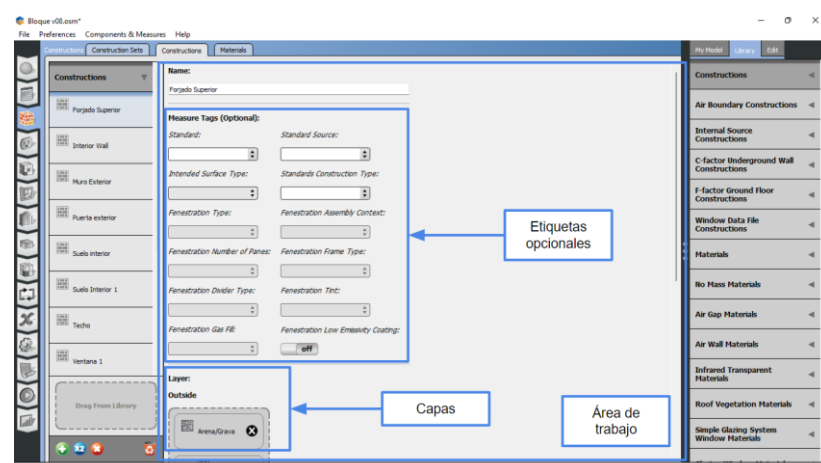 Bloque v08.osm*
File Preferences Components & Measures Help
Constructions Construction Sets Constructions Materials
My Model Library Edit
Constructions
Forjado Superior
Interior Wall
Muro Exterior
Puerta exterior
Suelo interior
Suelo Interior 1
Techo
Ventana 1
Drag From Library
x2
Name:
Forjado Superior
Measure Tags (Optional):
Standard: Standard Source:
Intended Surface Type: Standards Construction Type:
Fenestration Type: Fenestration Assembly Context:
Fenestration Number of Panes: Fenestration Frame Type:
Fenestration Divider Type: Fenestration Tint:
Fenestration Gas Fill: Fenestration Low Emissivity Coating:
off
Layer:
Outside
Arena/Grava
Etiquetas
opcionales
Capas
Área de
trabajo
Constructions
Air Boundary Constructions
Internal Source
Constructions
C-factor Underground Wall
Constructions
F-factor Ground Floor
Constructions
Window Data File
Constructions
Materials
No Mass Materials
Air Gap Materials
Air Wall Materials
Infrared Transparent
Materials
Roof Vegetation Materials
Simple Glazing System
Window Materials